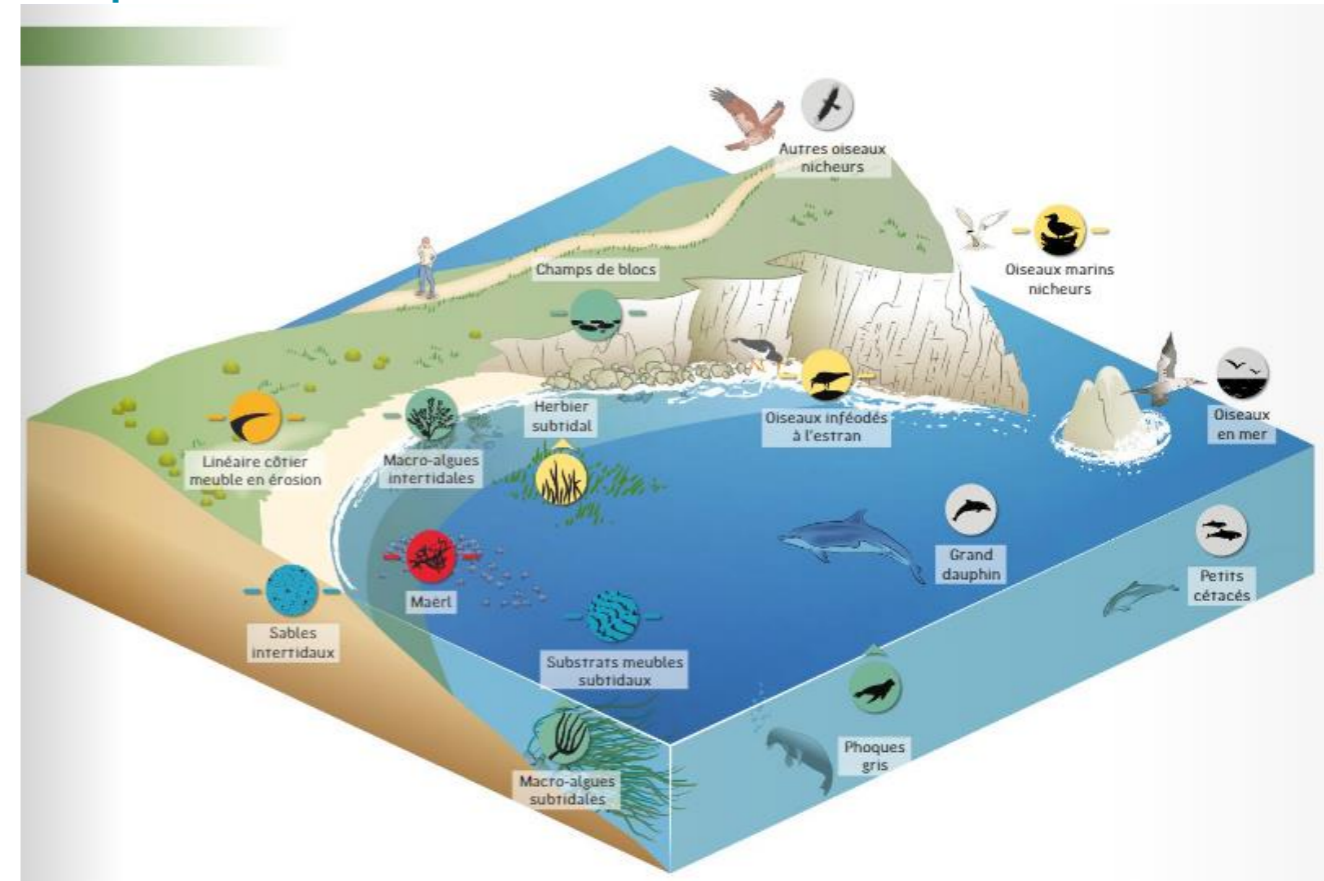 Autres oiseaux
nicheurs
Oiseaux marins
nicheurs
Champs de blocs
Oiseaux
en mer
Herbier
subtidal
Oiseaux inféodés
à l'estran
Linéaire côtier
meuble en érosion
Macro-algues
intertidales
Grand
dauphin
Petits
cétacés
Maërl
Sables
intertidaux
Substrats meubles
subtidaux
Phoques
gris
Macro-algues
subtidales